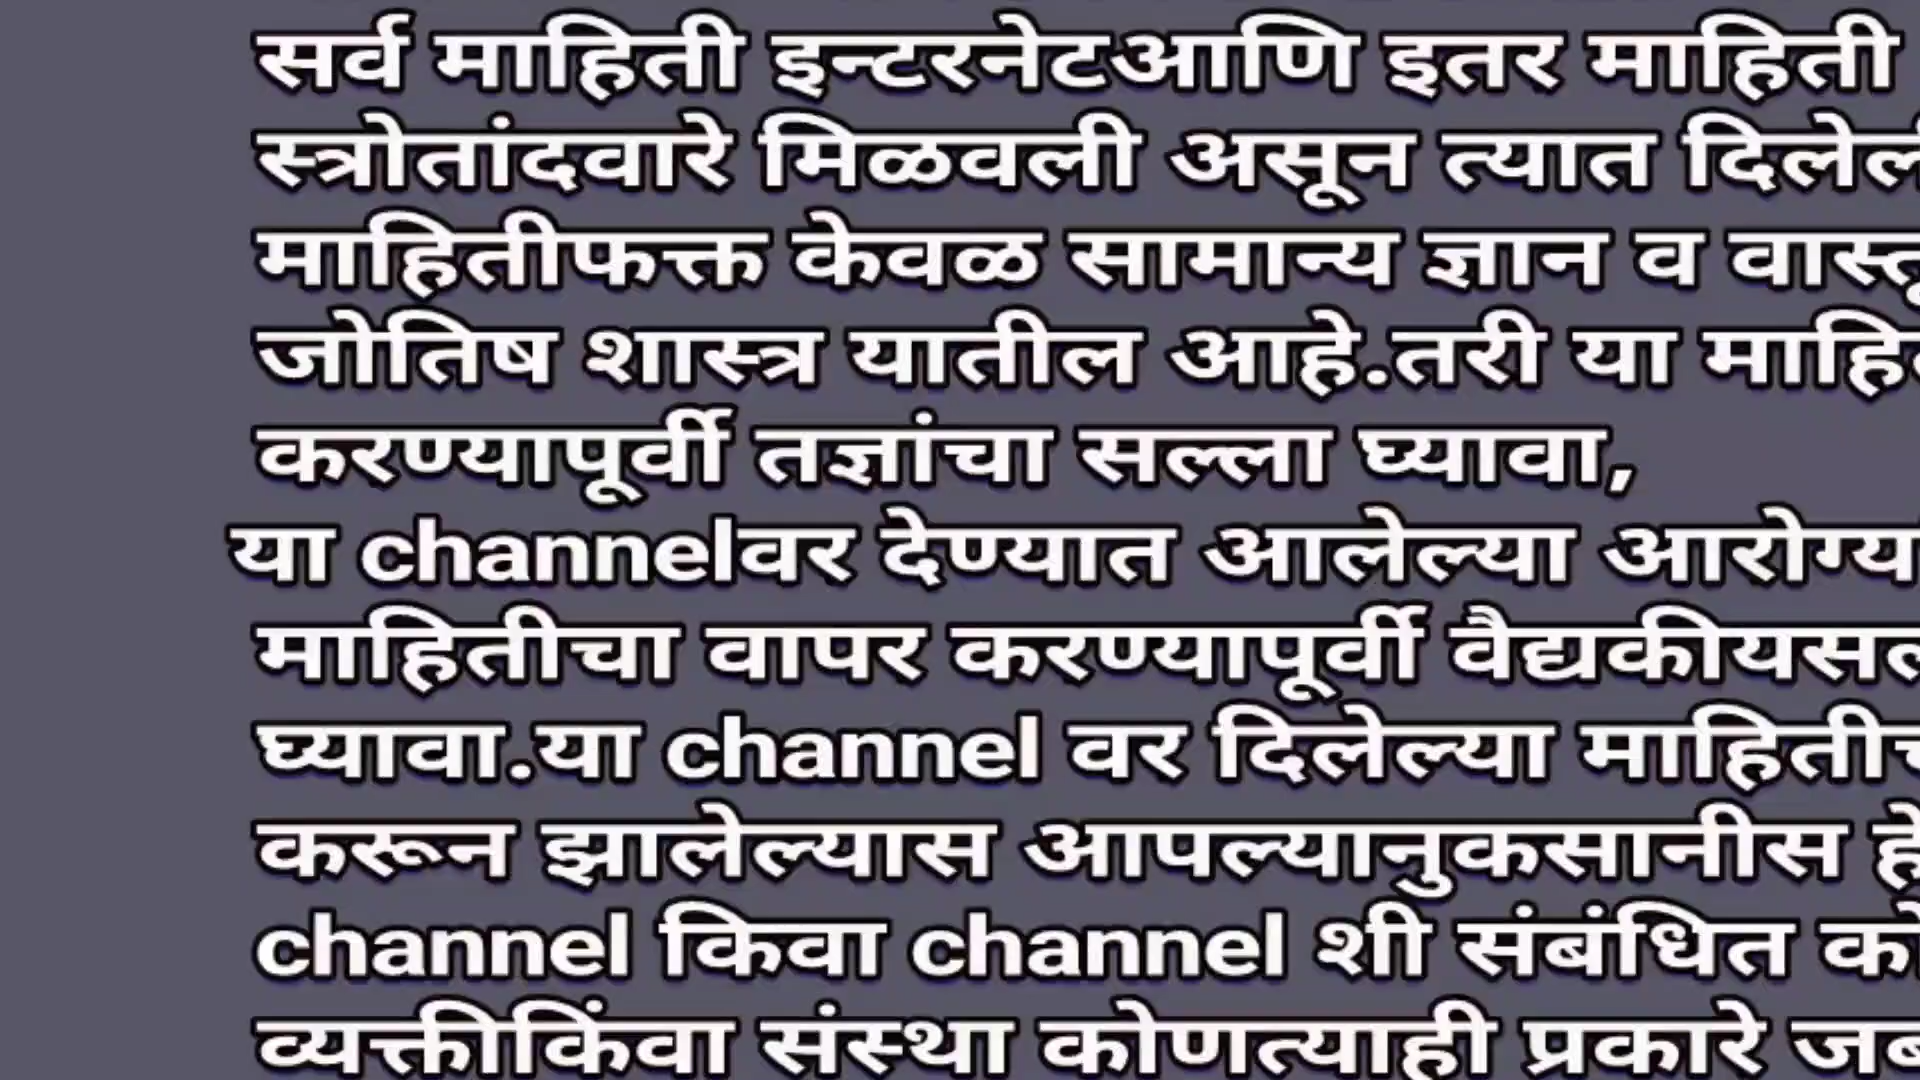 सर्व माहिती इन्टरनेटआणि इतर माहिती
स्त्रोतांदवारे मिळवली असून त्यात
माहितीफक्त केवळ सामान्य ज्ञान व
जोतिष शास्त्र यातील आहे.तरी या
करण्यापूर्वी तज्ञांचा सल्ला घ्यावा,
या channelवर देण्यात आलेल्या
माहितीचा वापर करण्यापूर्वी
घ्यावा.या channel वर दिलेल्या
करून झालेल्यास आपल्यानुकसानीस
channel किवा channel शी संबंधित
व्यक्तीकिंवा संस्था कोणत्याही प्रकारे